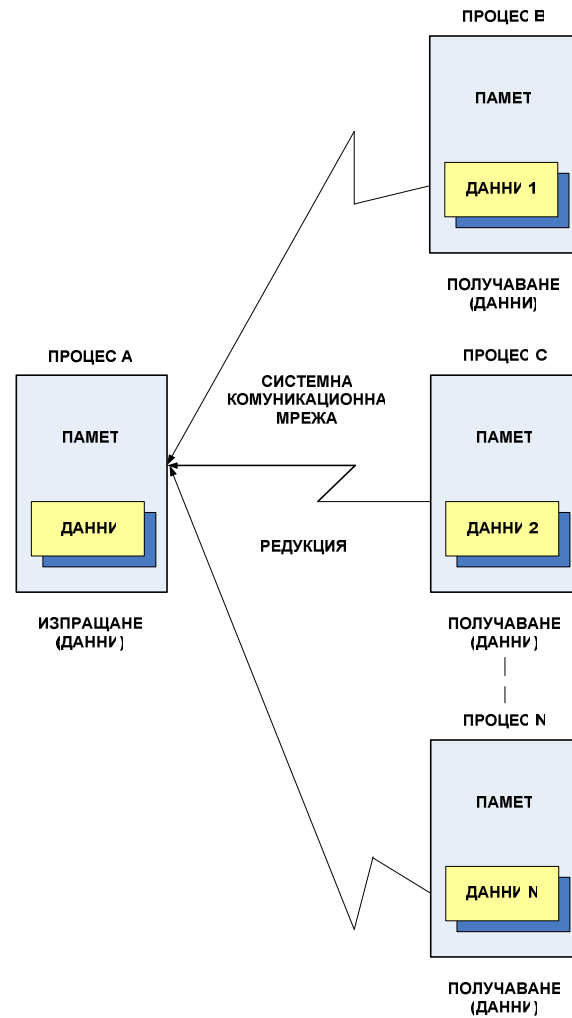 ПРОЦЕС B
ПАМЕТ
ДАННИ 1
ПОЛУЧАВАНЕ
(ДАННИ)
ПРОЦЕС А
ПАМЕТ
ДАННИ
ИЗПРАЩАНЕ
(ДАННИ)
СИСТЕМНА
КОМУНИКАЦИОННА
МРЕЖА
РЕДУКЦИЯ
ПРОЦЕС C
ПАМЕТ
ДАННИ 2
ПОЛУЧАВАНЕ
(ДАННИ)
ПРОЦЕС N
ПАМЕТ
ДАННИ N
ПОЛУЧАВАНЕ
(ДАННИ)